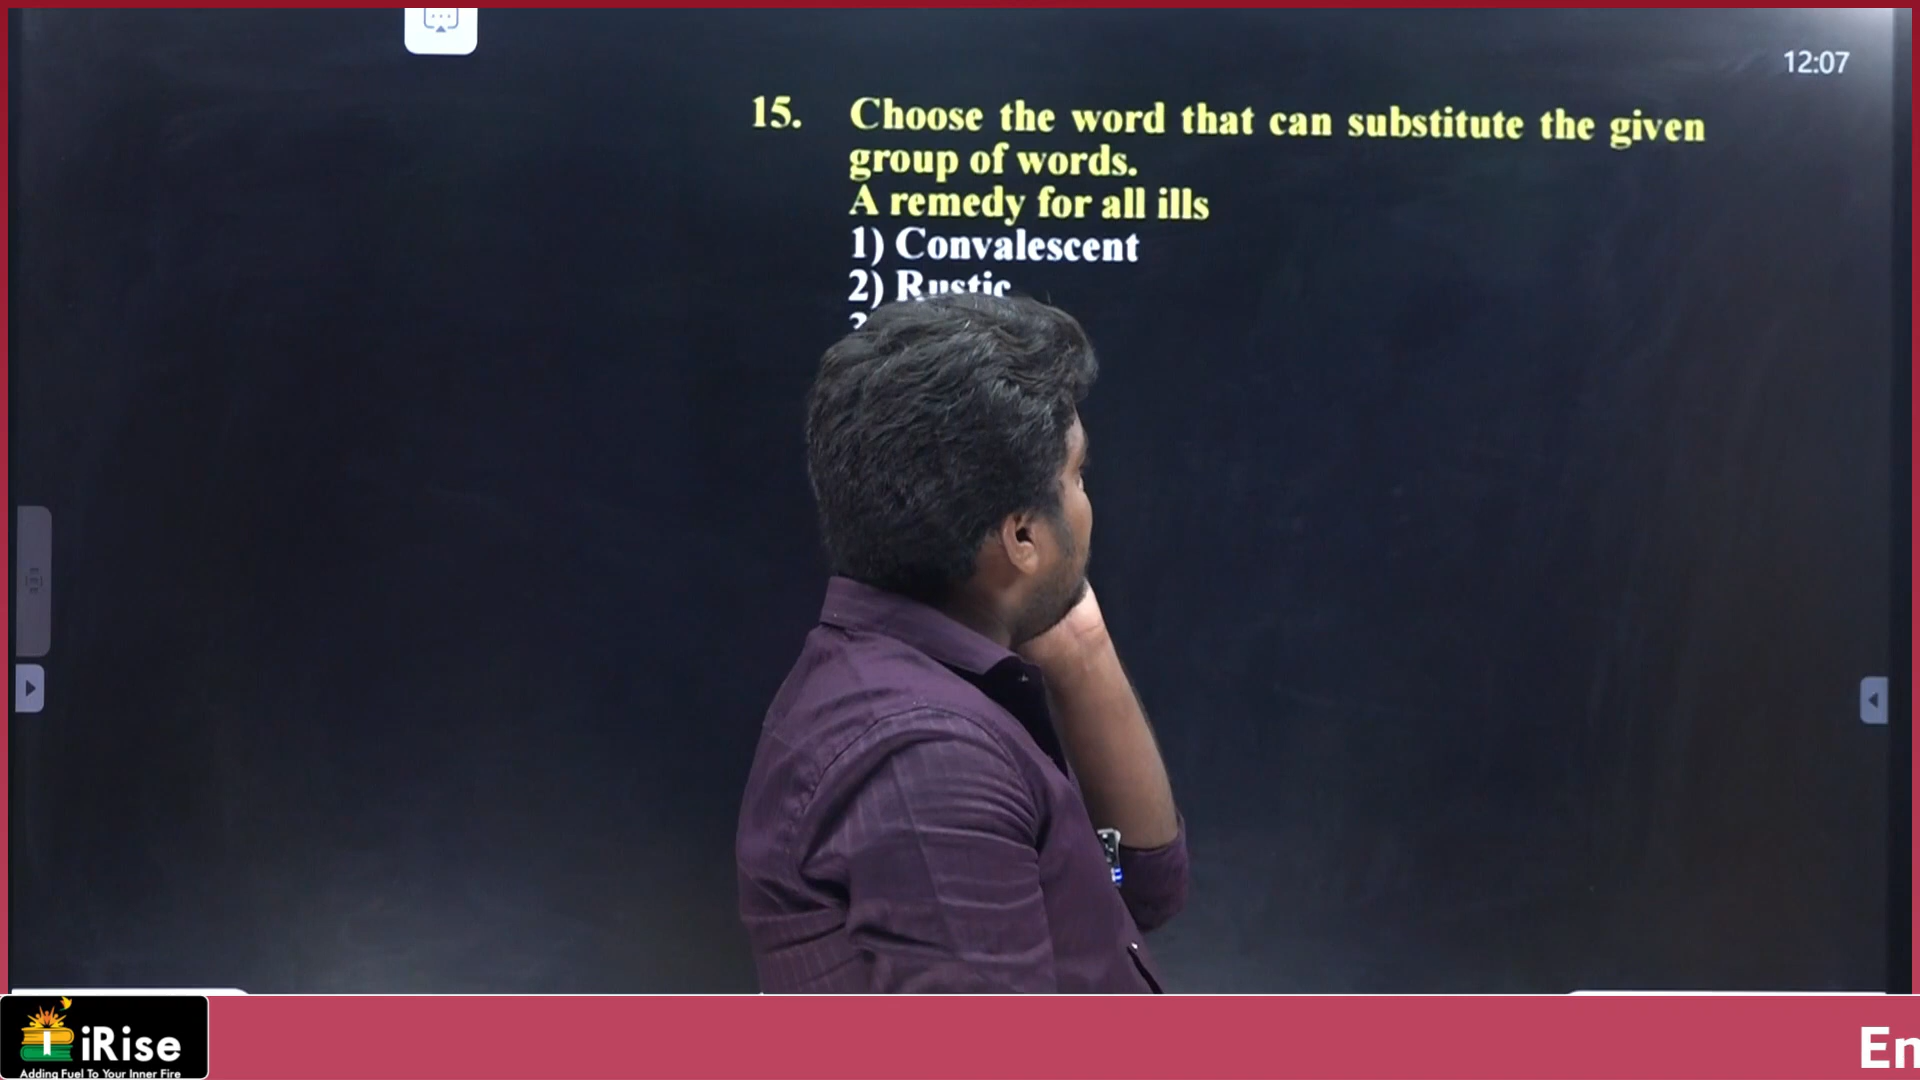 12:07
15. Choose the word that can substitute the given
group of words.
A remedy for all ills
1) Convalescent
2) Rustic
iRise
Adding Fuel To Your Inner Fire
En